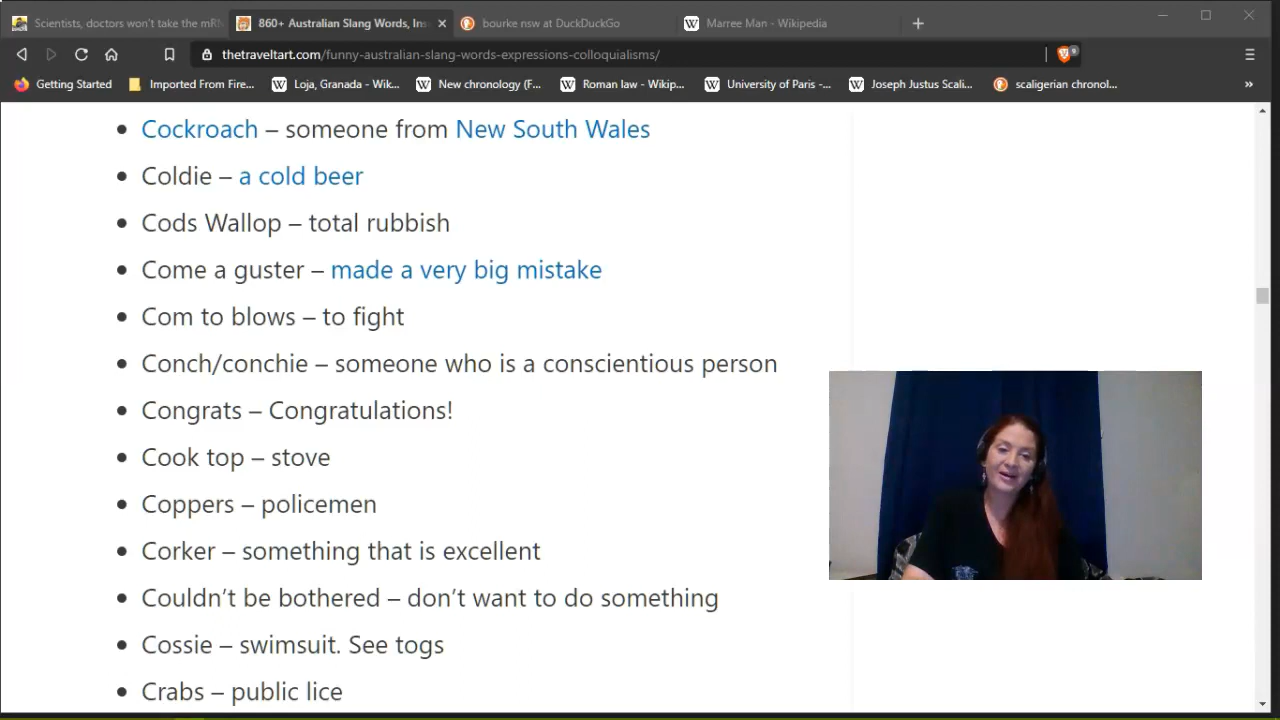 Scientists, doctors won't take the mR
860+ Australian Slang Words, Ins
bourke nsw at DuckDuckGo
Marree Man - Wikipedia
thetraveltart.com/funny-australian-slang-words-expressions-colloquialisms/
9
Getting Started
Imported From Fire...
Loja, Granada - Wik...
New chronology (F...
Roman law - Wikip...
University of Paris -...
Joseph Justus Scali...
scaligerian chronol...
Cockroach – someone from New South Wales
Coldie – a cold beer
Cods Wallop – total rubbish
Come a guster – made a very big mistake
Com to blows – to fight
Conch/conchie – someone who is a conscientious person
Congrats – Congratulations!
Cook top – stove
Coppers – policemen
Corker – something that is excellent
Couldn't be bothered – don't want to do something
Cossie – swimsuit. See togs
Crabs – public lice